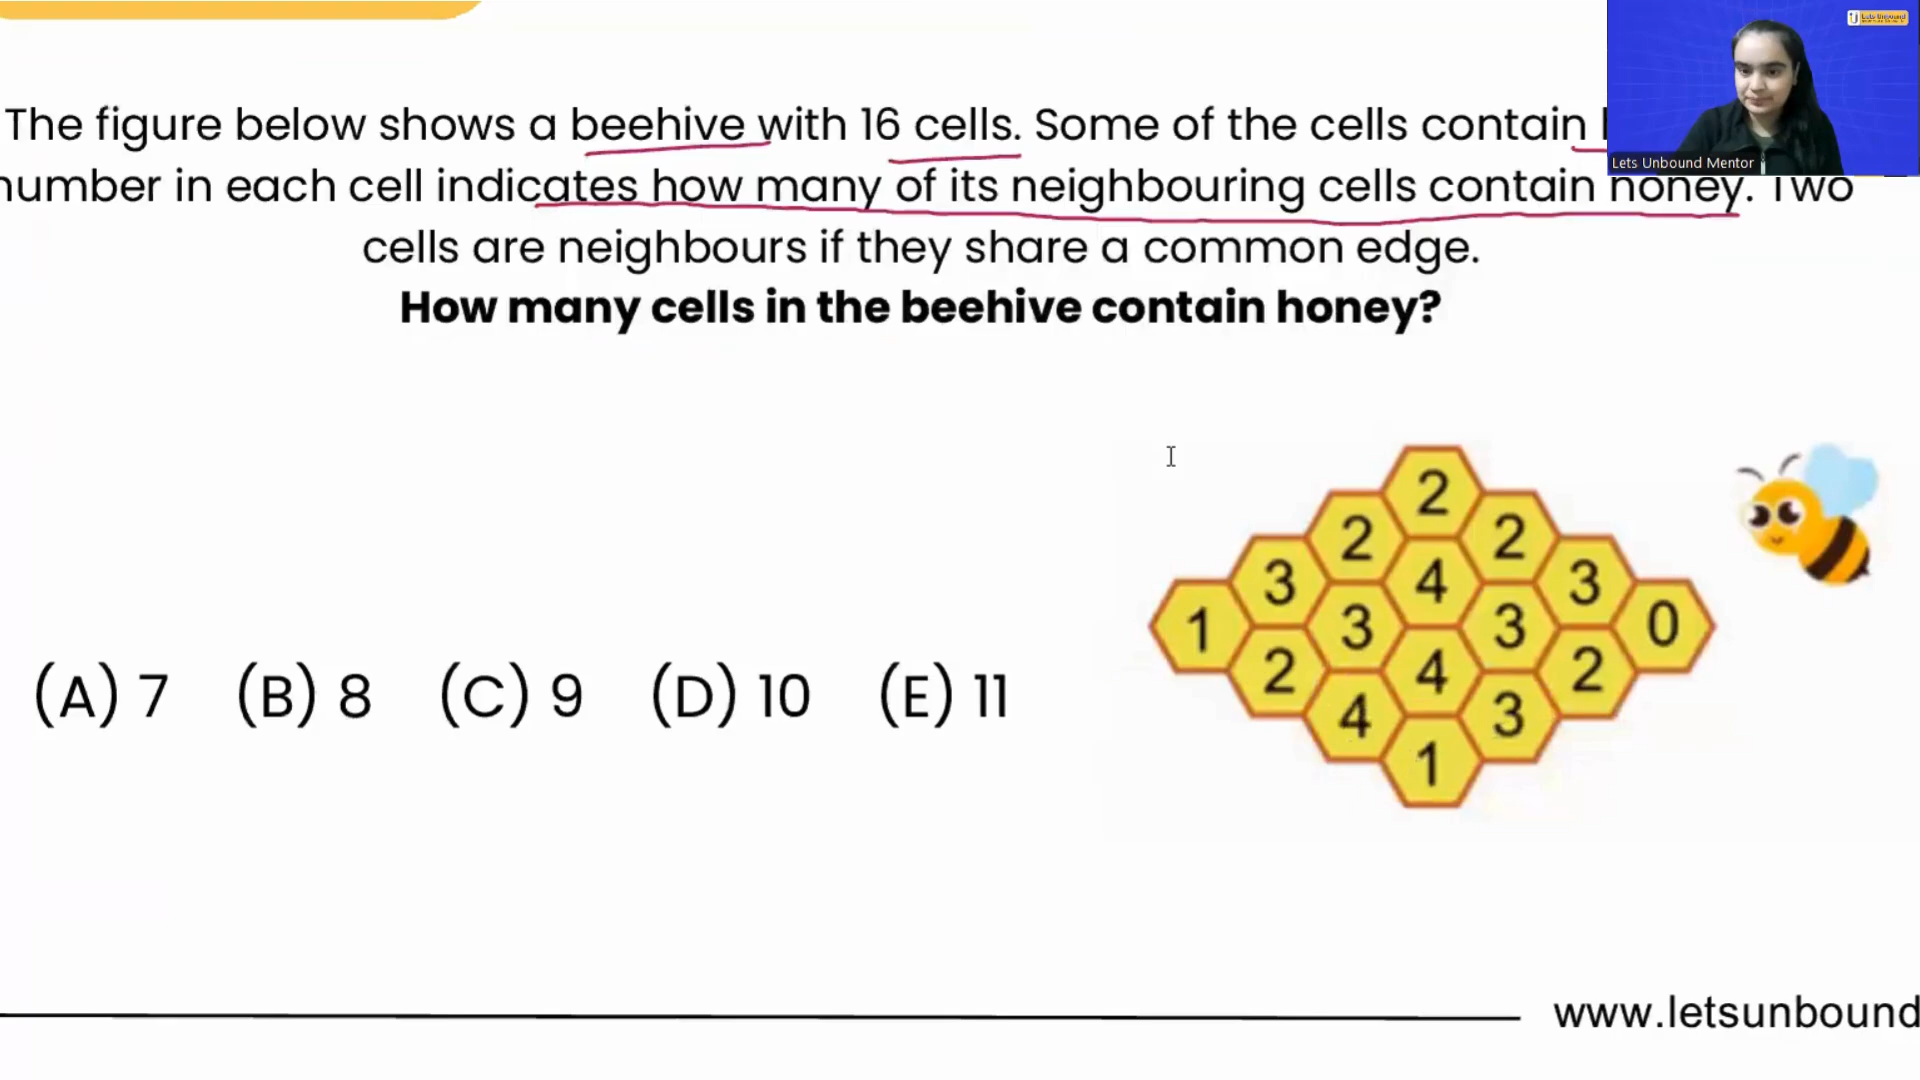 The figure below shows a beehive with 16 cells. Some of the cells contain
number in each cell indicates how many of its neighbouring cells contain honey. Two
cells are neighbours if they share a common edge.
How many cells in the beehive contain honey?
(A) 7 (B) 8 (C) 9 (D) 10 (E) 11
2
2 2
3 4 3
1 3 3 0
2 4 2
4 3
1
Lets Unbound
Lets Unbound Mentor
www.letsunbound